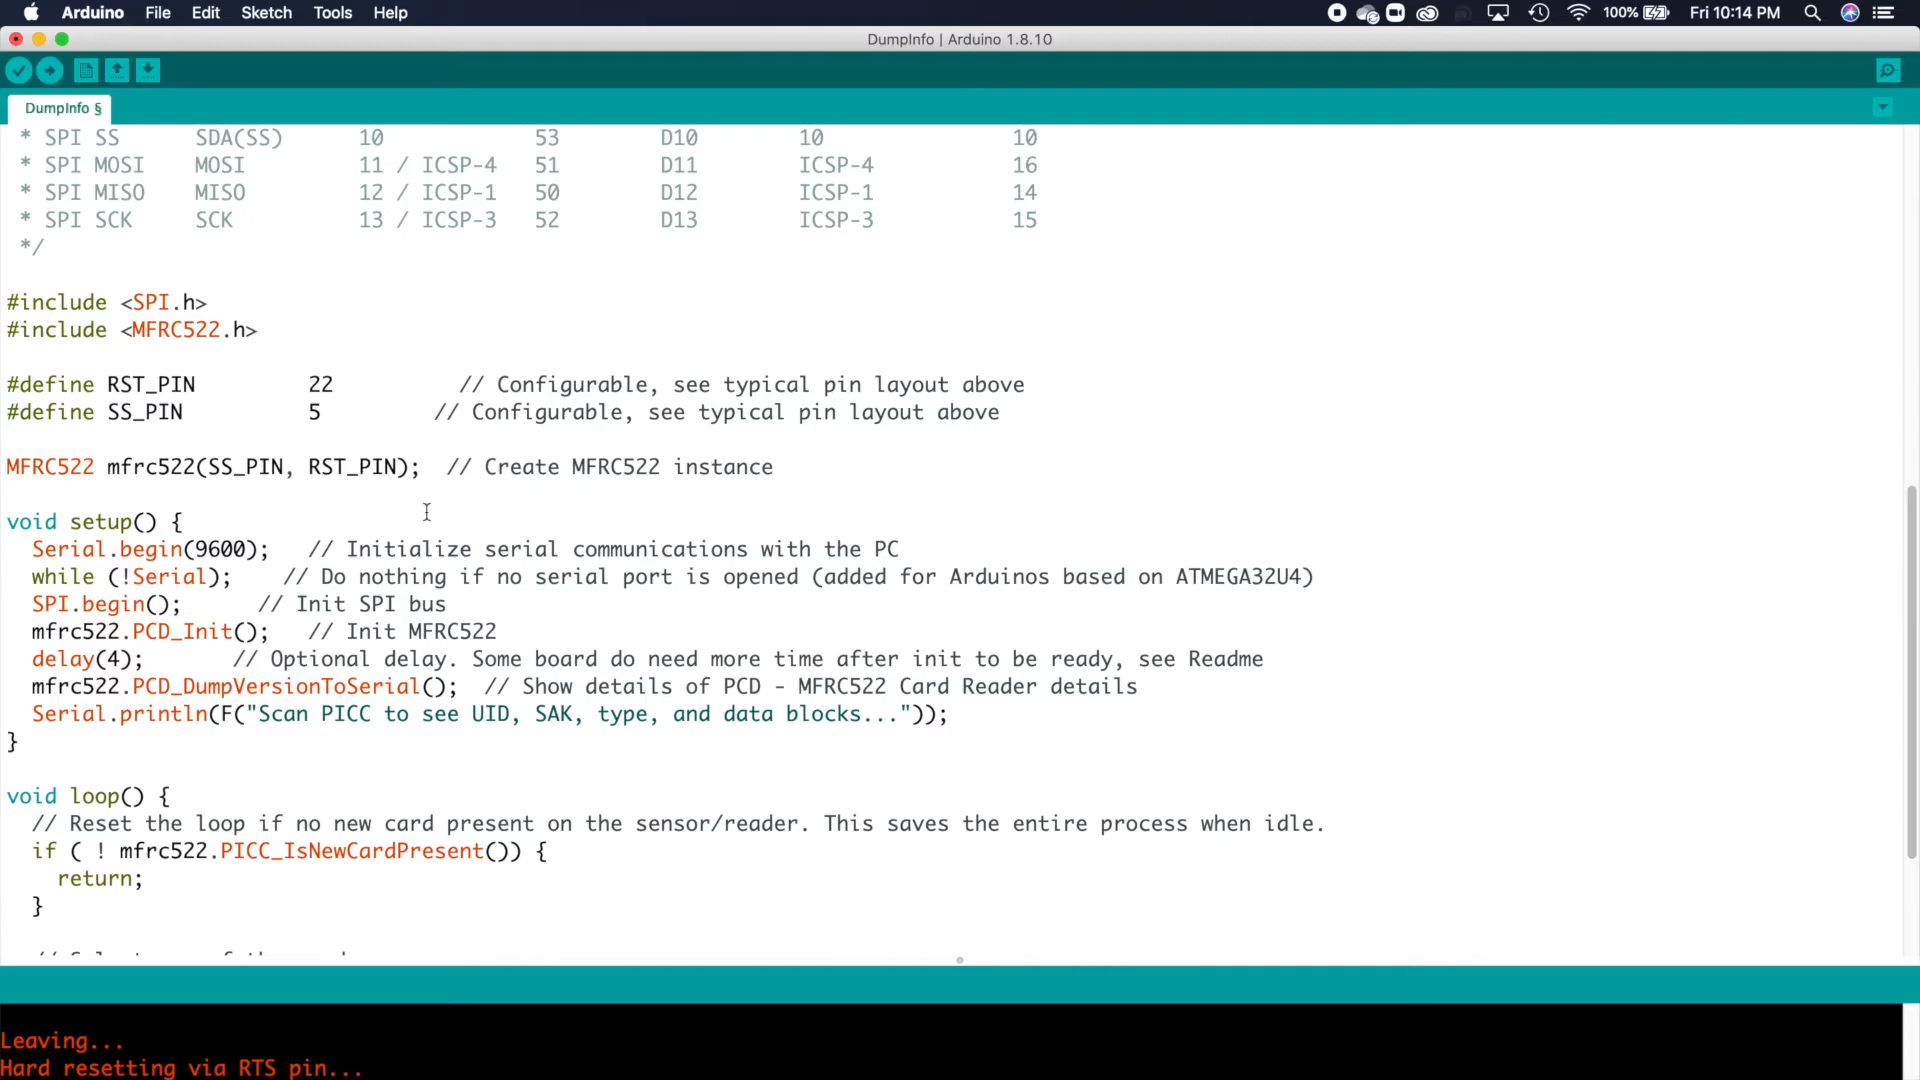 Arduino File Edit Sketch Tools Help 100% Fri 10:14 PM
DumpInfo | Arduino 1.8.10
DumpInfo §
* SPI SS SDA(SS) 10 53 D10 10 10
* SPI MOSI MOSI 11 / ICSP-4 51 D11 ICSP-4 16
* SPI MISO MISO 12 / ICSP-1 50 D12 ICSP-1 14
* SPI SCK SCK 13 / ICSP-3 52 D13 ICSP-3 15
*/
#include <SPI.h>
#include <MFRC522.h>
#define RST_PIN 22 // Configurable, see typical pin layout above
#define SS_PIN 5 // Configurable, see typical pin layout above
MFRC522 mfrc522(SS_PIN, RST_PIN); // Create MFRC522 instance
void setup() {
Serial.begin(9600); // Initialize serial communications with the PC
while (!Serial); // Do nothing if no serial port is opened (added for Arduinos based on ATMEGA32U4)
SPI.begin(); // Init SPI bus
mfrc522.PCD_Init(); // Init MFRC522
delay(4); // Optional delay. Some board do need more time after init to be ready, see Readme
mfrc522.PCD_DumpVersionToSerial(); // Show details of PCD - MFRC522 Card Reader details
Serial.println(F("Scan PICC to see UID, SAK, type, and data blocks..."));
}
void loop() {
// Reset the loop if no new card present on the sensor/reader. This saves the entire process when idle.
if ( ! mfrc522.PICC_IsNewCardPresent()) {
return;
}
Leaving...
Hard resetting via RTS pin...